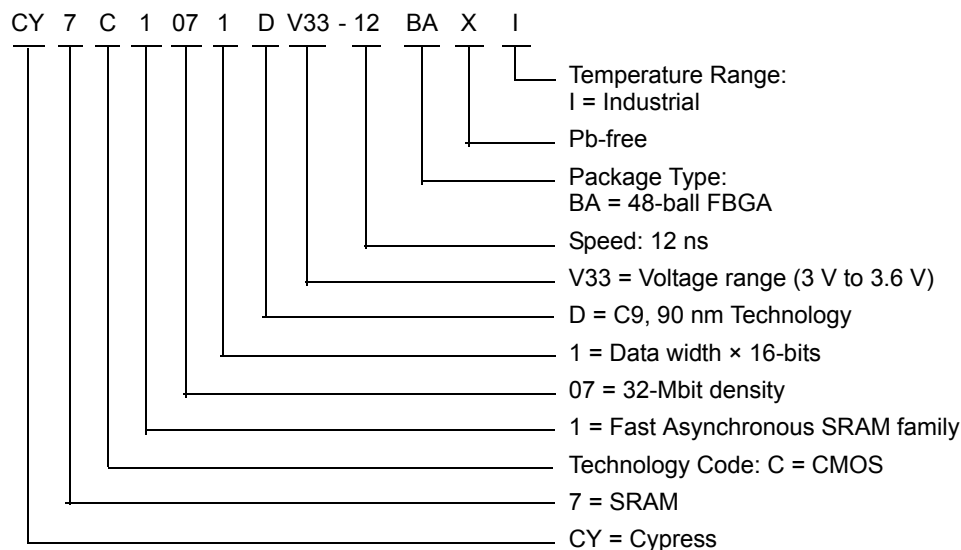 CY 7 C 1 07 1 D V33 - 12 BA X I
Temperature Range:
I = Industrial
Pb-free
Package Type:
BA = 48-ball FBGA
Speed: 12 ns
V33 = Voltage range (3 V to 3.6 V)
D = C9, 90 nm Technology
1 = Data width × 16-bits
07 = 32-Mbit density
1 = Fast Asynchronous SRAM family
Technology Code: C = CMOS
7 = SRAM
CY = Cypress